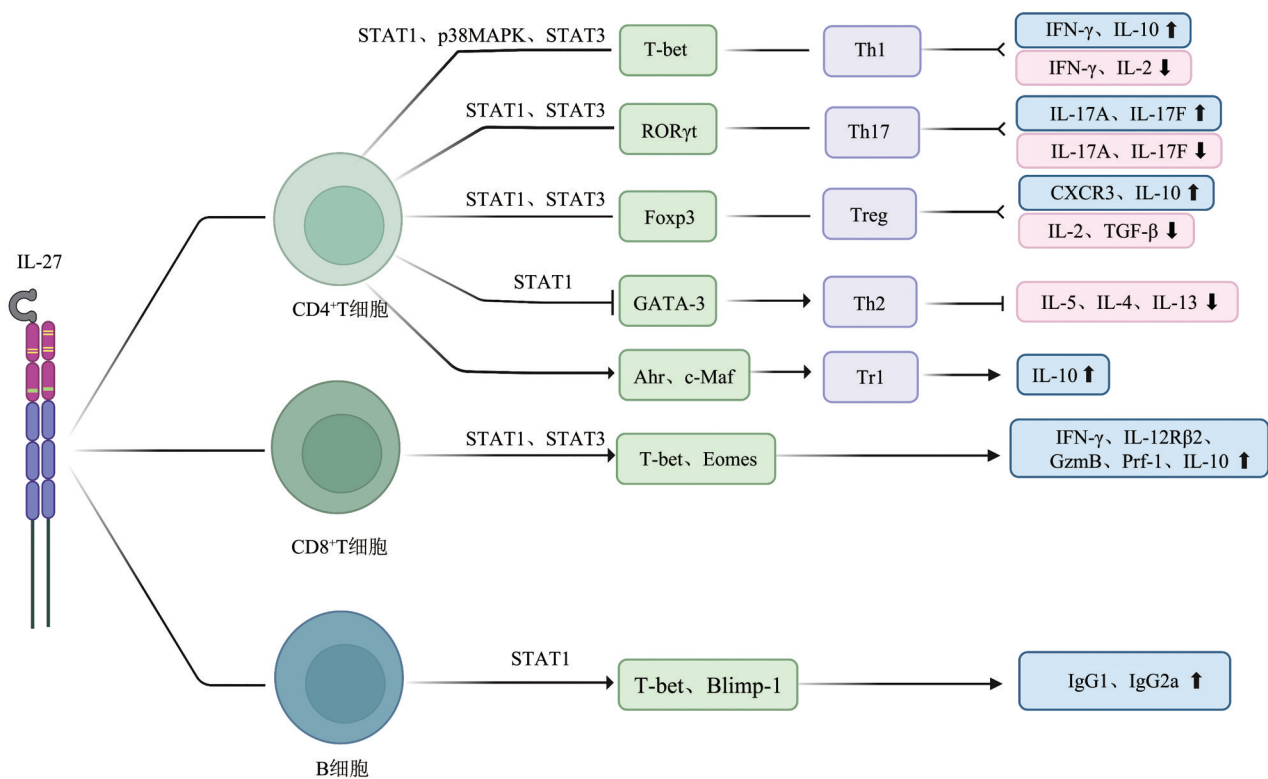 STAT1、p38MAPK、STAT3
T-bet
Th1
IFN-γ、IL-10 ⬆
IFN-γ、IL-2 ⬇
STAT1、STAT3
RORγt
Th17
IL-17A、IL-17F ⬆
IL-17A、IL-17F ⬇
STAT1、STAT3
Foxp3
Treg
CXCR3、IL-10 ⬆
IL-2、TGF-β ⬇
IL-27
CD4⁺T细胞
STAT1
GATA-3
Th2
IL-5、IL-4、IL-13 ⬇
Ahr、c-Maf
Tr1
IL-10 ⬆
CD8⁺T细胞
STAT1、STAT3
T-bet、Eomes
IFN-γ、IL-12Rβ2、
GzmB、Prf-1、IL-10 ⬆
B细胞
STAT1
T-bet、Blimp-1
IgG1、IgG2a ⬆